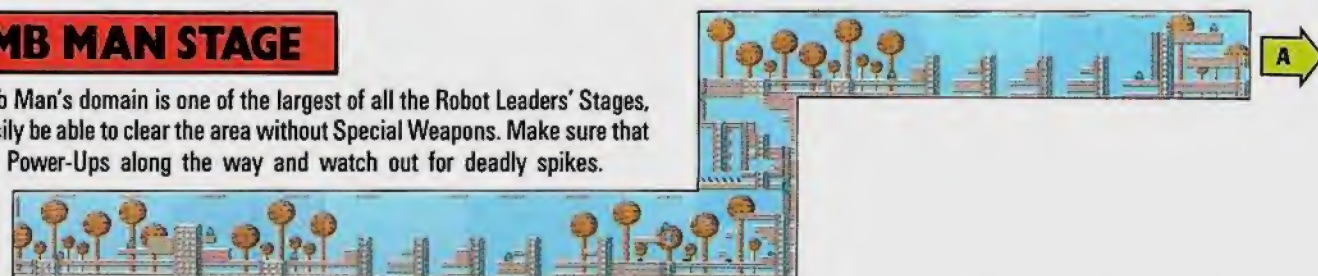 MB MAN STAGE
b Man's domain is one of the largest of all the Robot Leaders' Stages,
sily be able to clear the area without Special Weapons. Make sure that
Power-Ups along the way and watch out for deadly spikes.
A